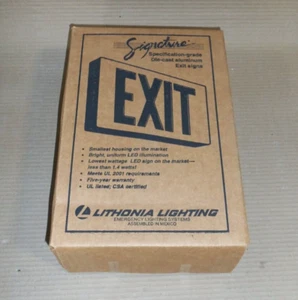 Signature
Specification-grade
Die-cast aluminum
Exit signs
EXIT
• Smallest housing on the market
• Bright, uniform LED illumination
• Lowest wattage LED sign on the market—
less than 1.4 watts!
• Meets UL 2001 requirements
• Five-year warranty
• UL listed; CSA certified
LITHONIA LIGHTING
EMERGENCY LIGHTING SYSTEMS
ASSEMBLED IN MEXICO